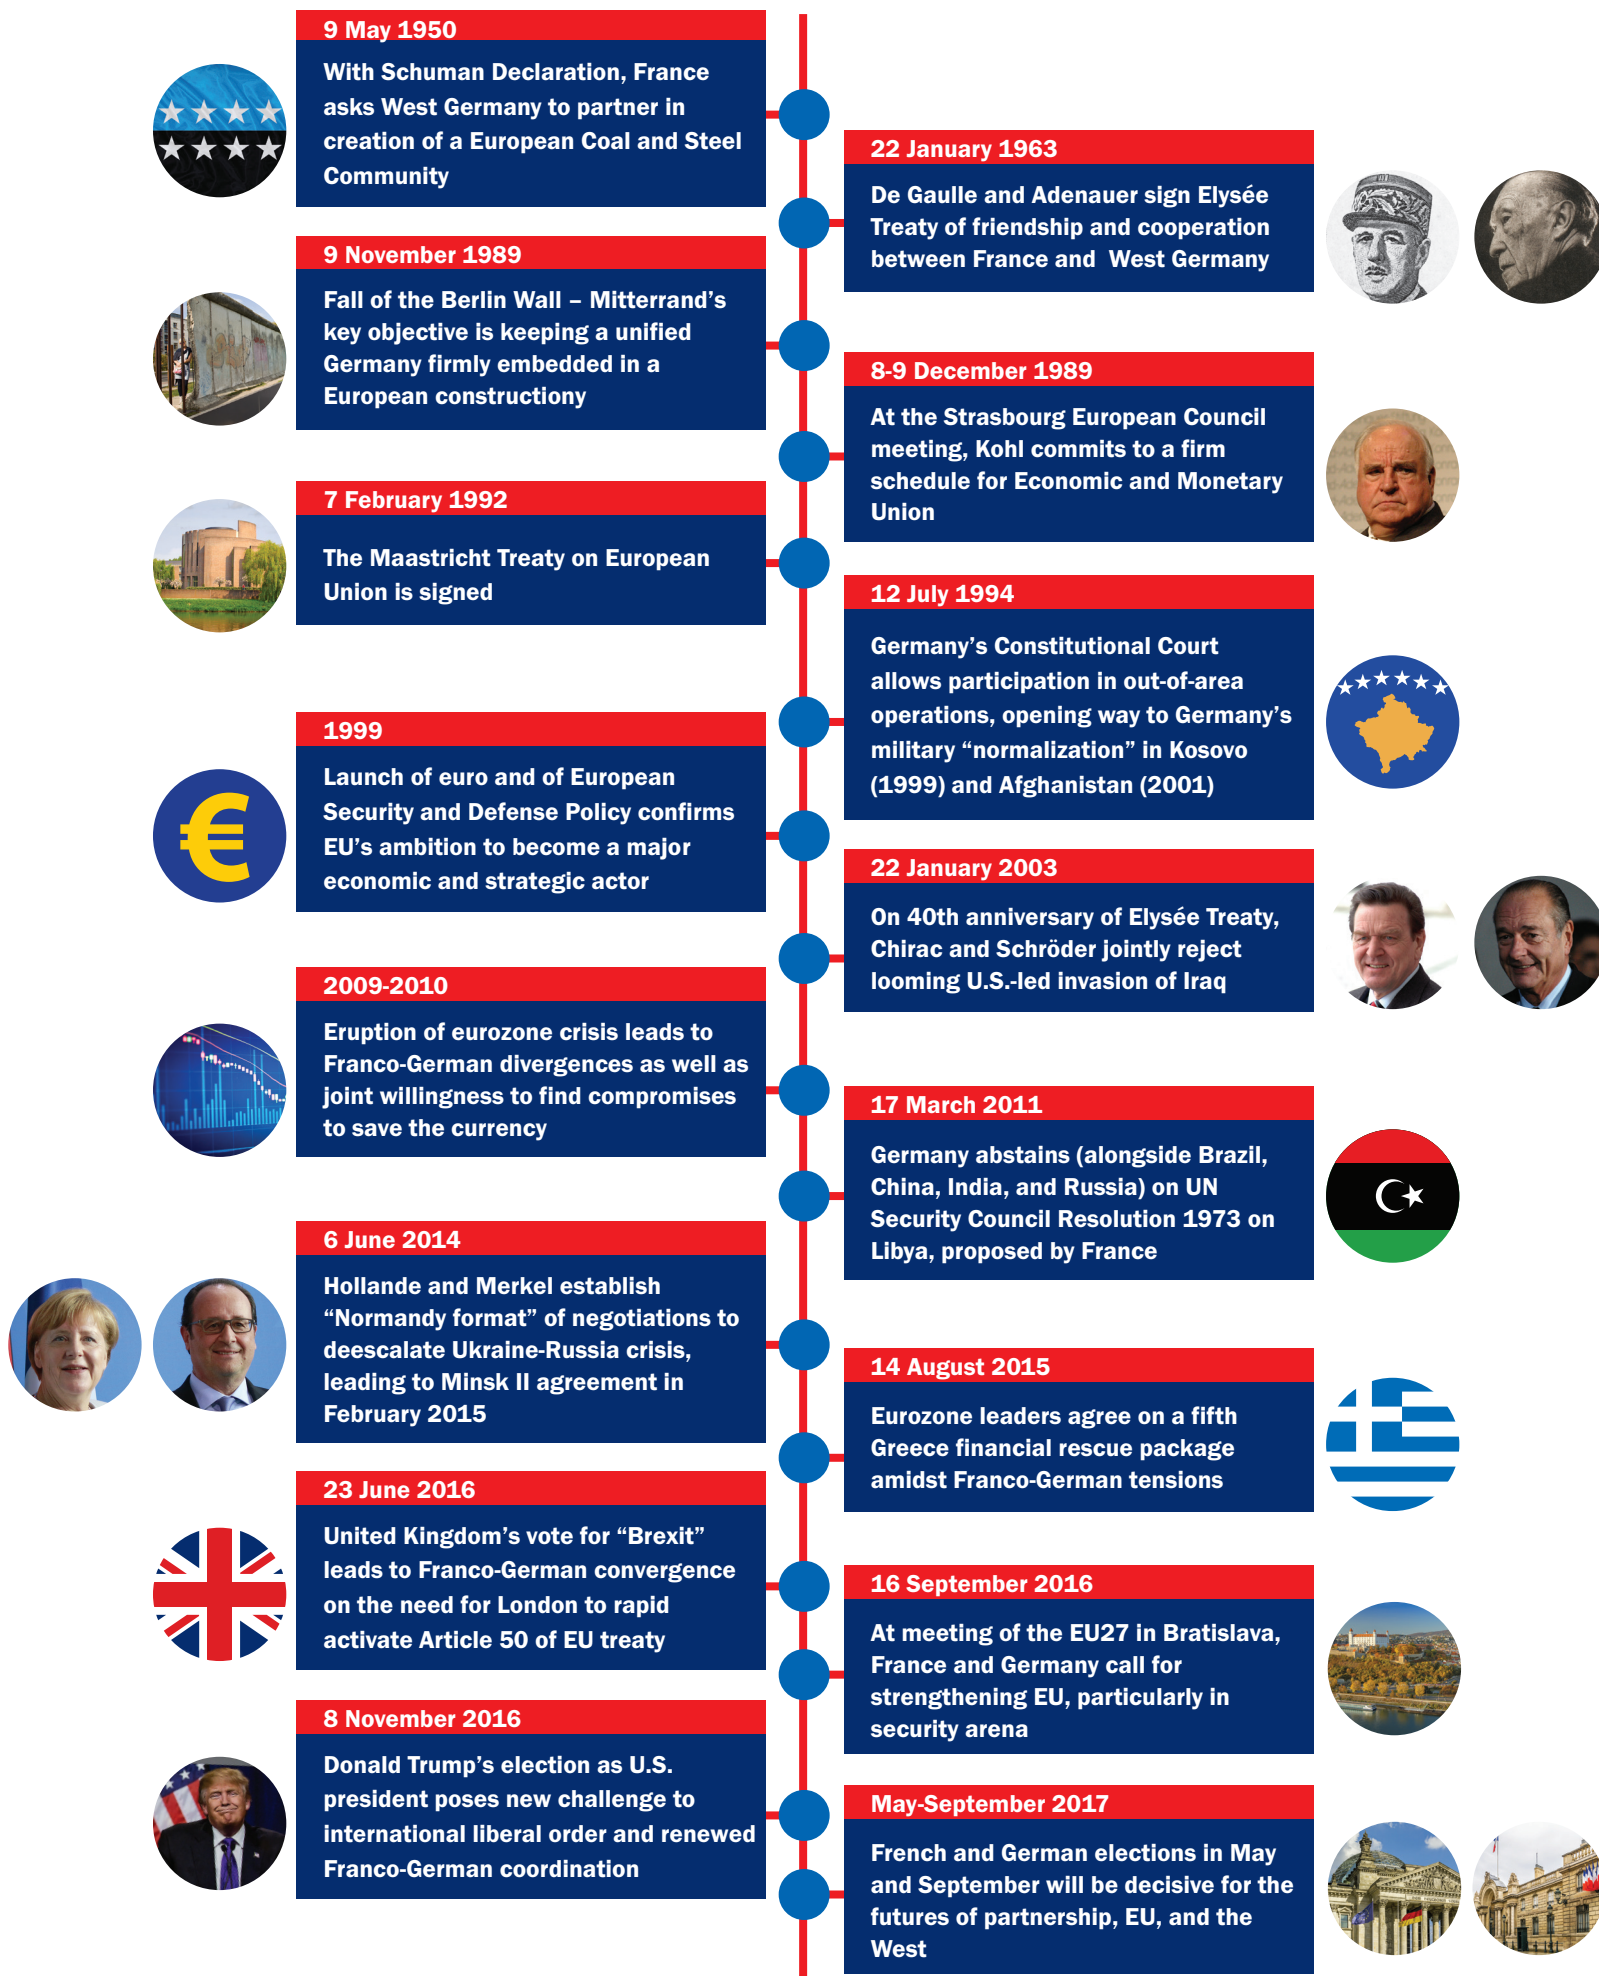 9 May 1950
With Schuman Declaration, France
asks West Germany to partner in
creation of a European Coal and Steel
Community
22 January 1963
De Gaulle and Adenauer sign Elysée
Treaty of friendship and cooperation
between France and West Germany
9 November 1989
Fall of the Berlin Wall – Mitterrand’s
key objective is keeping a unified
Germany firmly embedded in a
European constructiony
8-9 December 1989
At the Strasbourg European Council
meeting, Kohl commits to a firm
schedule for Economic and Monetary
Union
7 February 1992
The Maastricht Treaty on European
Union is signed
12 July 1994
Germany’s Constitutional Court
allows participation in out-of-area
operations, opening way to Germany’s
military “normalization” in Kosovo
(1999) and Afghanistan (2001)
1999
Launch of euro and of European
Security and Defense Policy confirms
EU’s ambition to become a major
economic and strategic actor
€
22 January 2003
On 40th anniversary of Elysée Treaty,
Chirac and Schröder jointly reject
looming U.S.-led invasion of Iraq
2009-2010
Eruption of eurozone crisis leads to
Franco-German divergences as well as
joint willingness to find compromises
to save the currency
17 March 2011
Germany abstains (alongside Brazil,
China, India, and Russia) on UN
Security Council Resolution 1973 on
Libya, proposed by France
6 June 2014
Hollande and Merkel establish
“Normandy format” of negotiations to
deescalate Ukraine-Russia crisis,
leading to Minsk II agreement in
February 2015
14 August 2015
Eurozone leaders agree on a fifth
Greece financial rescue package
amidst Franco-German tensions
23 June 2016
United Kingdom’s vote for “Brexit”
leads to Franco-German convergence
on the need for London to rapid
activate Article 50 of EU treaty
16 September 2016
At meeting of the EU27 in Bratislava,
France and Germany call for
strengthening EU, particularly in
security arena
8 November 2016
Donald Trump’s election as U.S.
president poses new challenge to
international liberal order and renewed
Franco-German coordination
May-September 2017
French and German elections in May
and September will be decisive for the
futures of partnership, EU, and the
West